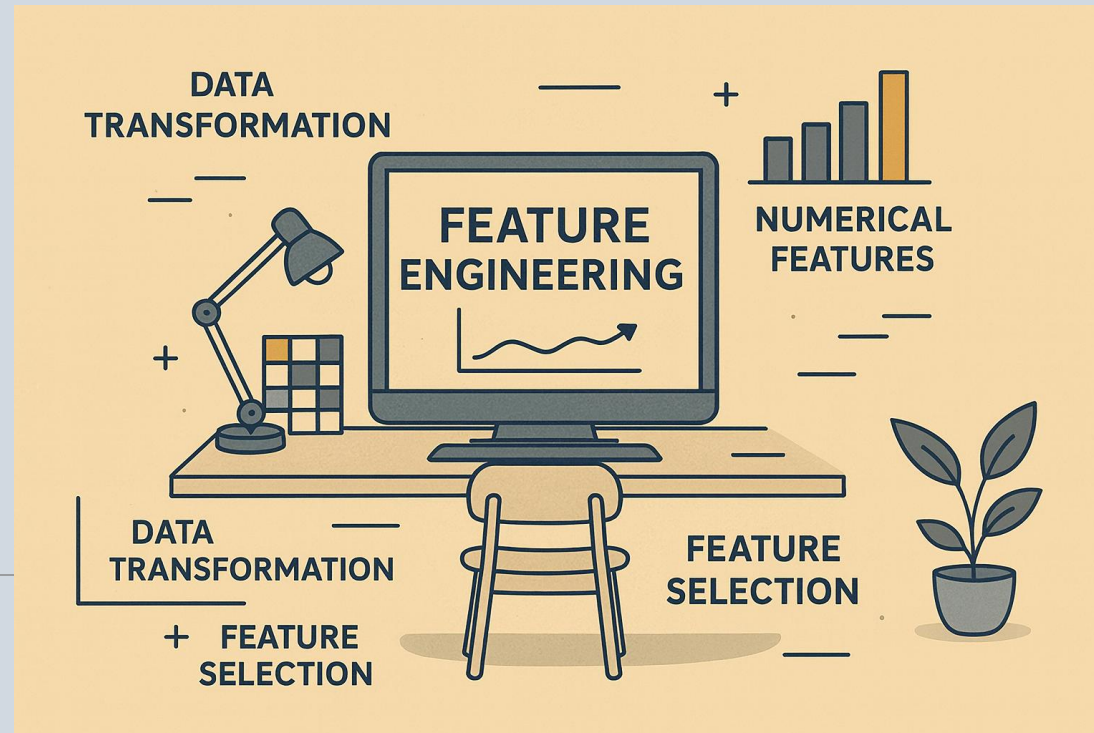 DATA
TRANSFORMATION
FEATURE
ENGINEERING
NUMERICAL
FEATURES
DATA
TRANSFORMATION
FEATURE
SELECTION
FEATURE
SELECTION